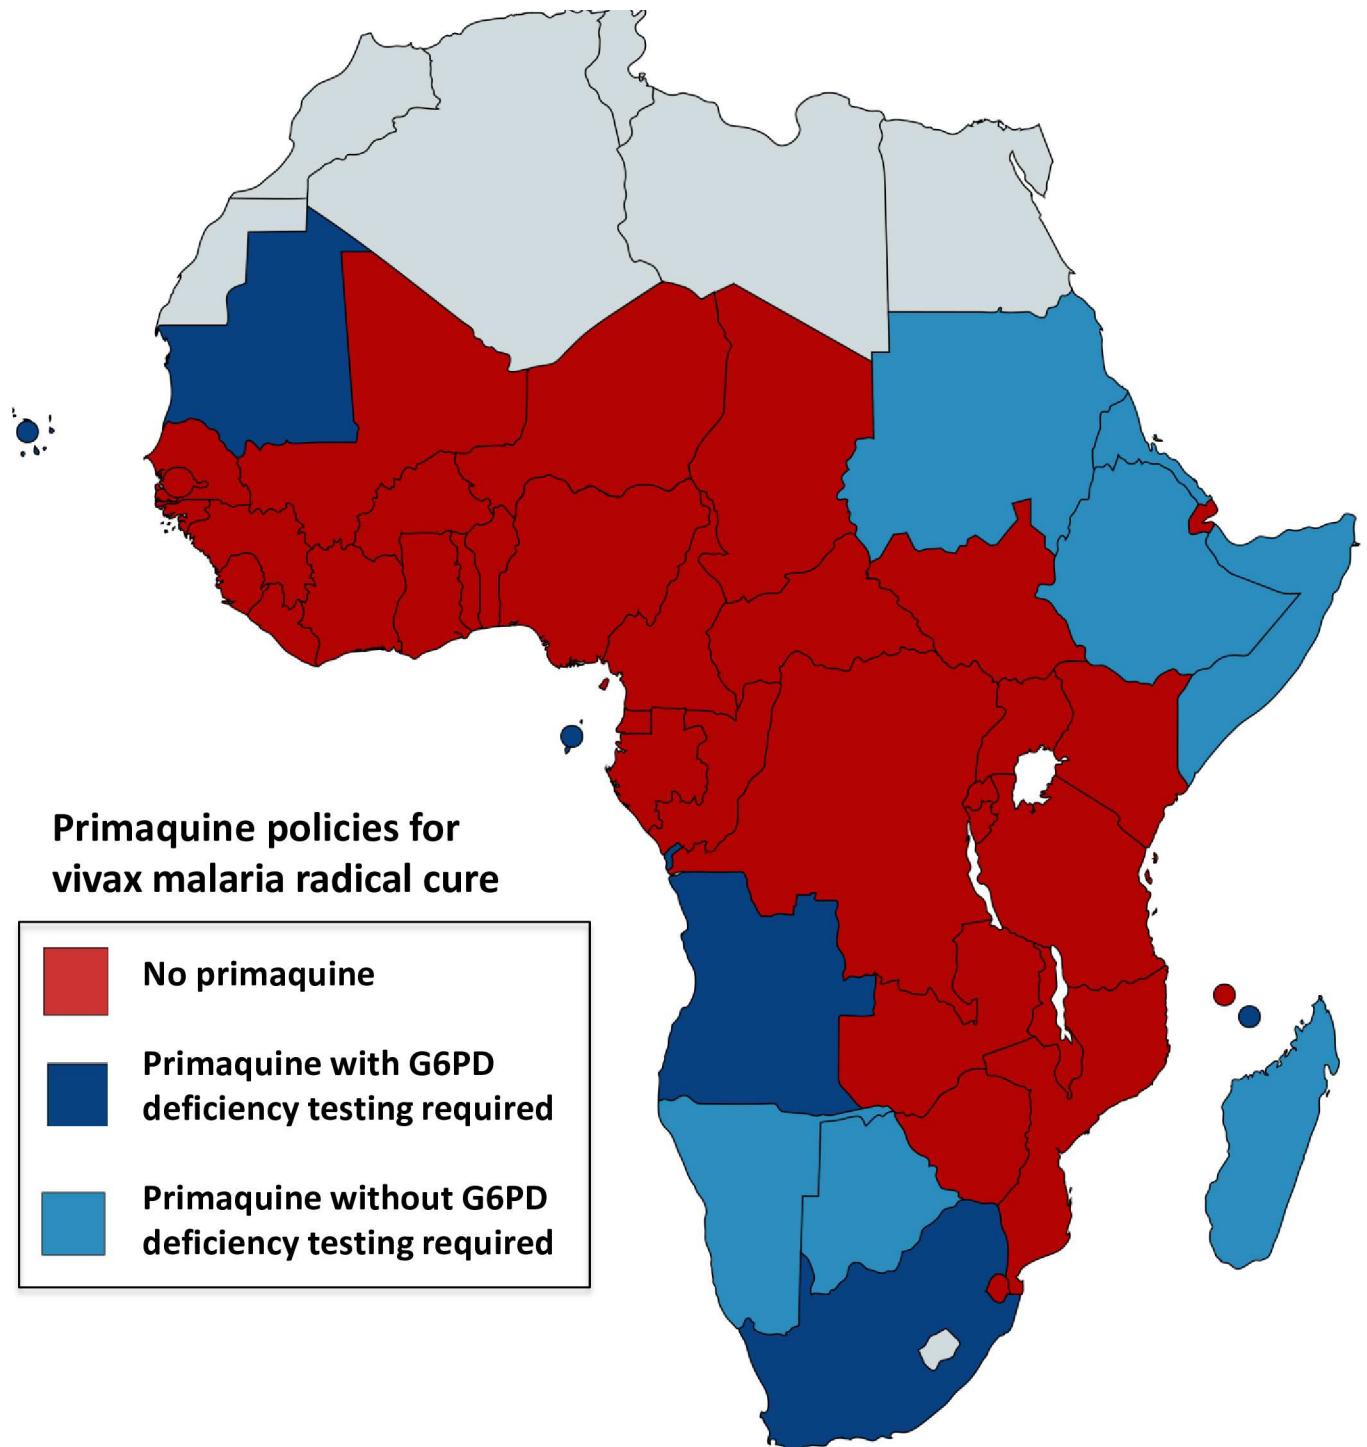 Primaquine policies for
vivax malaria radical cure
No primaquine
Primaquine with G6PD
deficiency testing required
Primaquine without G6PD
deficiency testing required